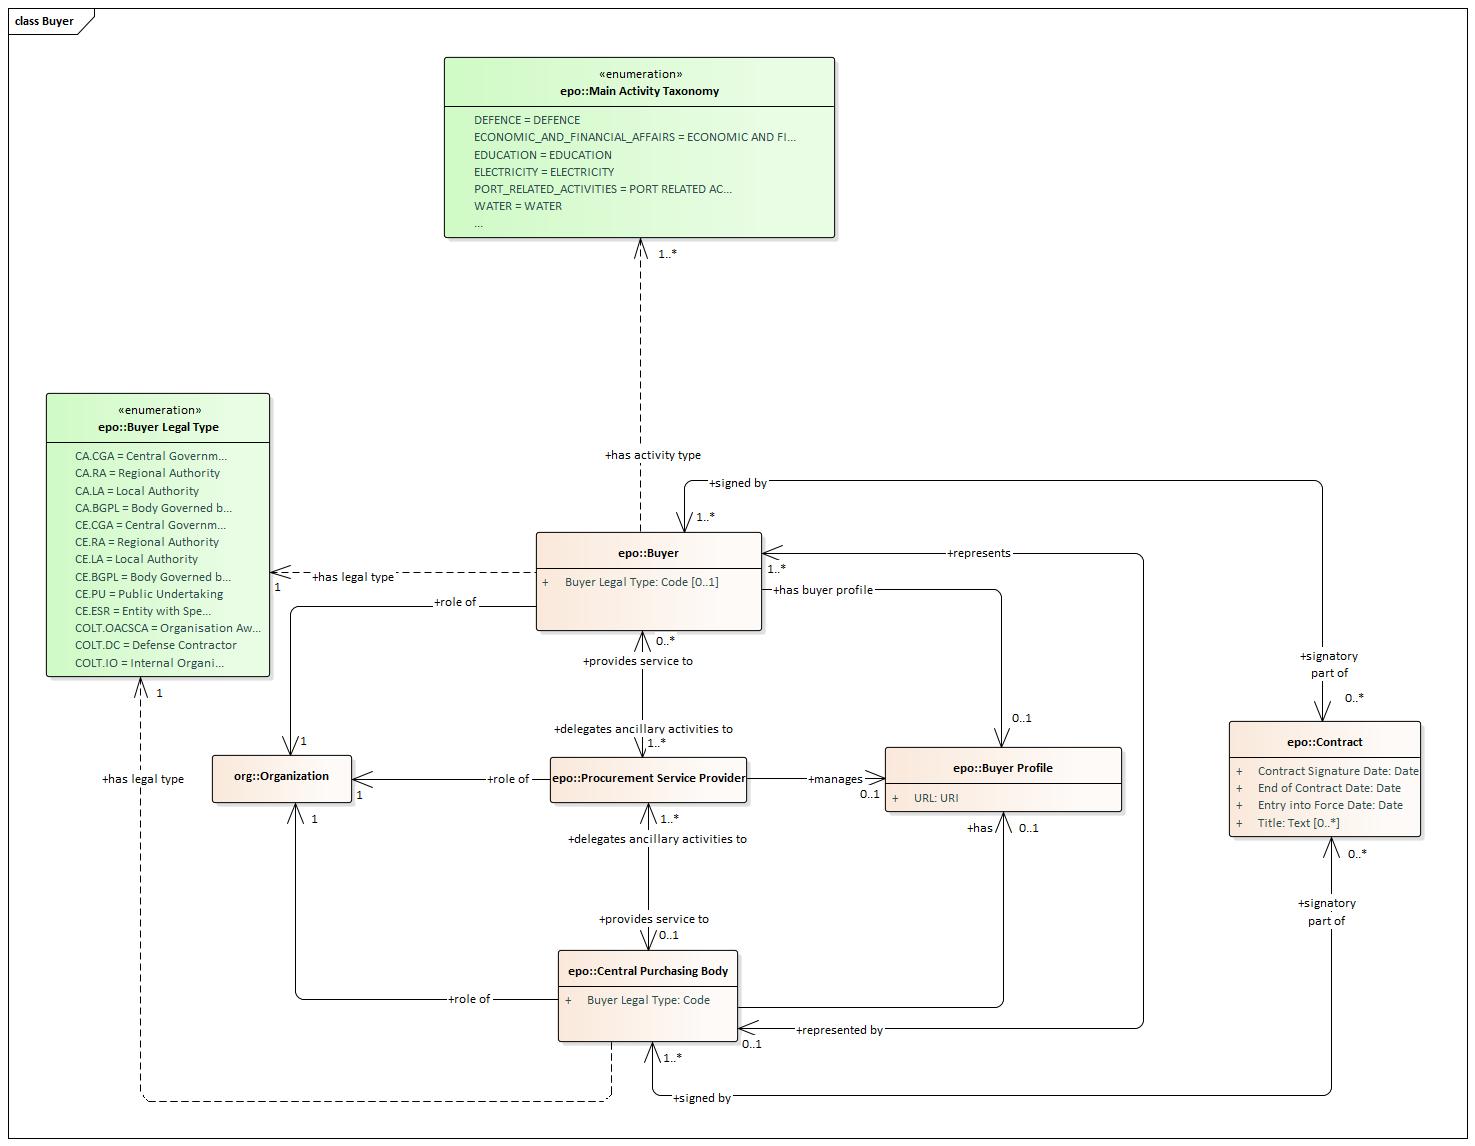 class Buyer
«enumeration»
epo::Main Activity Taxonomy
DEFENCE = DEFENCE
ECONOMIC_AND_FINANCIAL_AFFAIRS = ECONOMIC AND FI...
EDUCATION = EDUCATION
ELECTRICITY = ELECTRICITY
PORT_RELATED_ACTIVITIES = PORT RELATED AC...
WATER = WATER
...
1..*
«enumeration»
epo::Buyer Legal Type
CA.CGA = Central Governm...
CA.RA = Regional Authority
CA.LA = Local Authority
CA.BGPL = Body Governed b...
CE.CGA = Central Governm...
CE.RA = Regional Authority
CE.LA = Local Authority
CE.BGPL = Body Governed b...
CE.PU = Public Undertaking
CE.ESR = Entity with Spe...
COLT.OACSCA = Organisation Aw...
COLT.DC = Defense Contractor
COLT.IO = Internal Organi...
+has activity type
+signed by
1..*
epo::Buyer
+ Buyer Legal Type: Code [0..1]
+represents
1..*
+has legal type
1
+has buyer profile
+role of
0..*
+provides service to
+signatory
part of
0..*
1
+has legal type
0..1
+delegates ancillary activities to
1..*
1
org::Organization
+role of
1
epo::Procurement Service Provider
+manages
0..1
epo::Buyer Profile
+ URL: URI
epo::Contract
+ Contract Signature Date: Date
+ End of Contract Date: Date
+ Entry into Force Date: Date
+ Title: Text [0..*]
1
1..*
+delegates ancillary activities to
+has
0..1
0..*
+signatory
part of
+provides service to
0..1
epo::Central Purchasing Body
+ Buyer Legal Type: Code
+role of
+represented by
0..1
1..*
+signed by